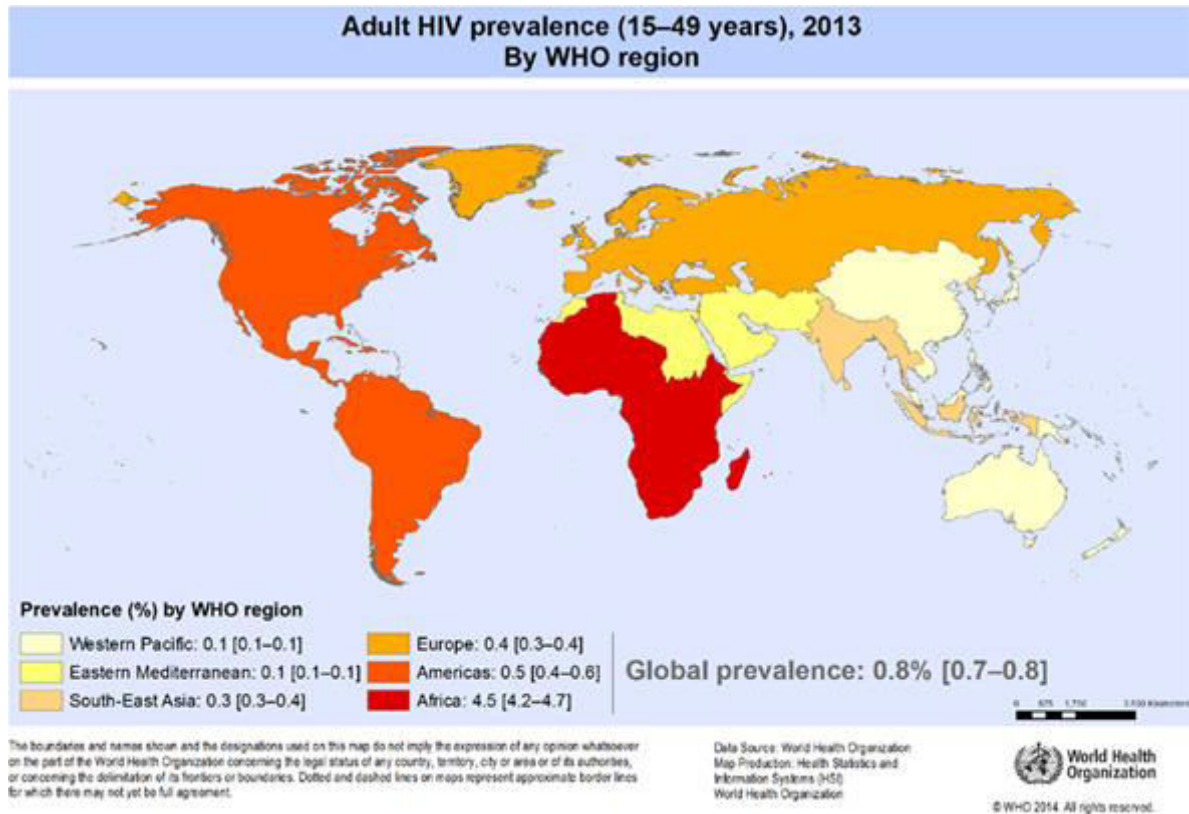 Adult HIV prevalence (15–49 years), 2013
By WHO region
Prevalence (%) by WHO region
Western Pacific: 0.1 [0.1–0.1]
Eastern Mediterranean: 0.1 [0.1–0.1]
South-East Asia: 0.3 [0.3–0.4]
Europe: 0.4 [0.3–0.4]
Americas: 0.5 [0.4–0.6]
Africa: 4.5 [4.2–4.7]
Global prevalence: 0.8% [0.7–0.8]
0 875 1,750 3,500 Kilometers
The boundaries and names shown and the designations used on this map do not imply the expression of any opinion whatsoever
on the part of the World Health Organization concerning the legal status of any country, territory, city or area or of its authorities,
or concerning the delimitation of its frontiers or boundaries. Dotted and dashed lines on maps represent approximate border lines
for which there may not yet be full agreement.
Data Source: World Health Organization
Map Production: Health Statistics and
Information Systems (HSI)
World Health Organization
World Health
Organization
© WHO 2014. All rights reserved.